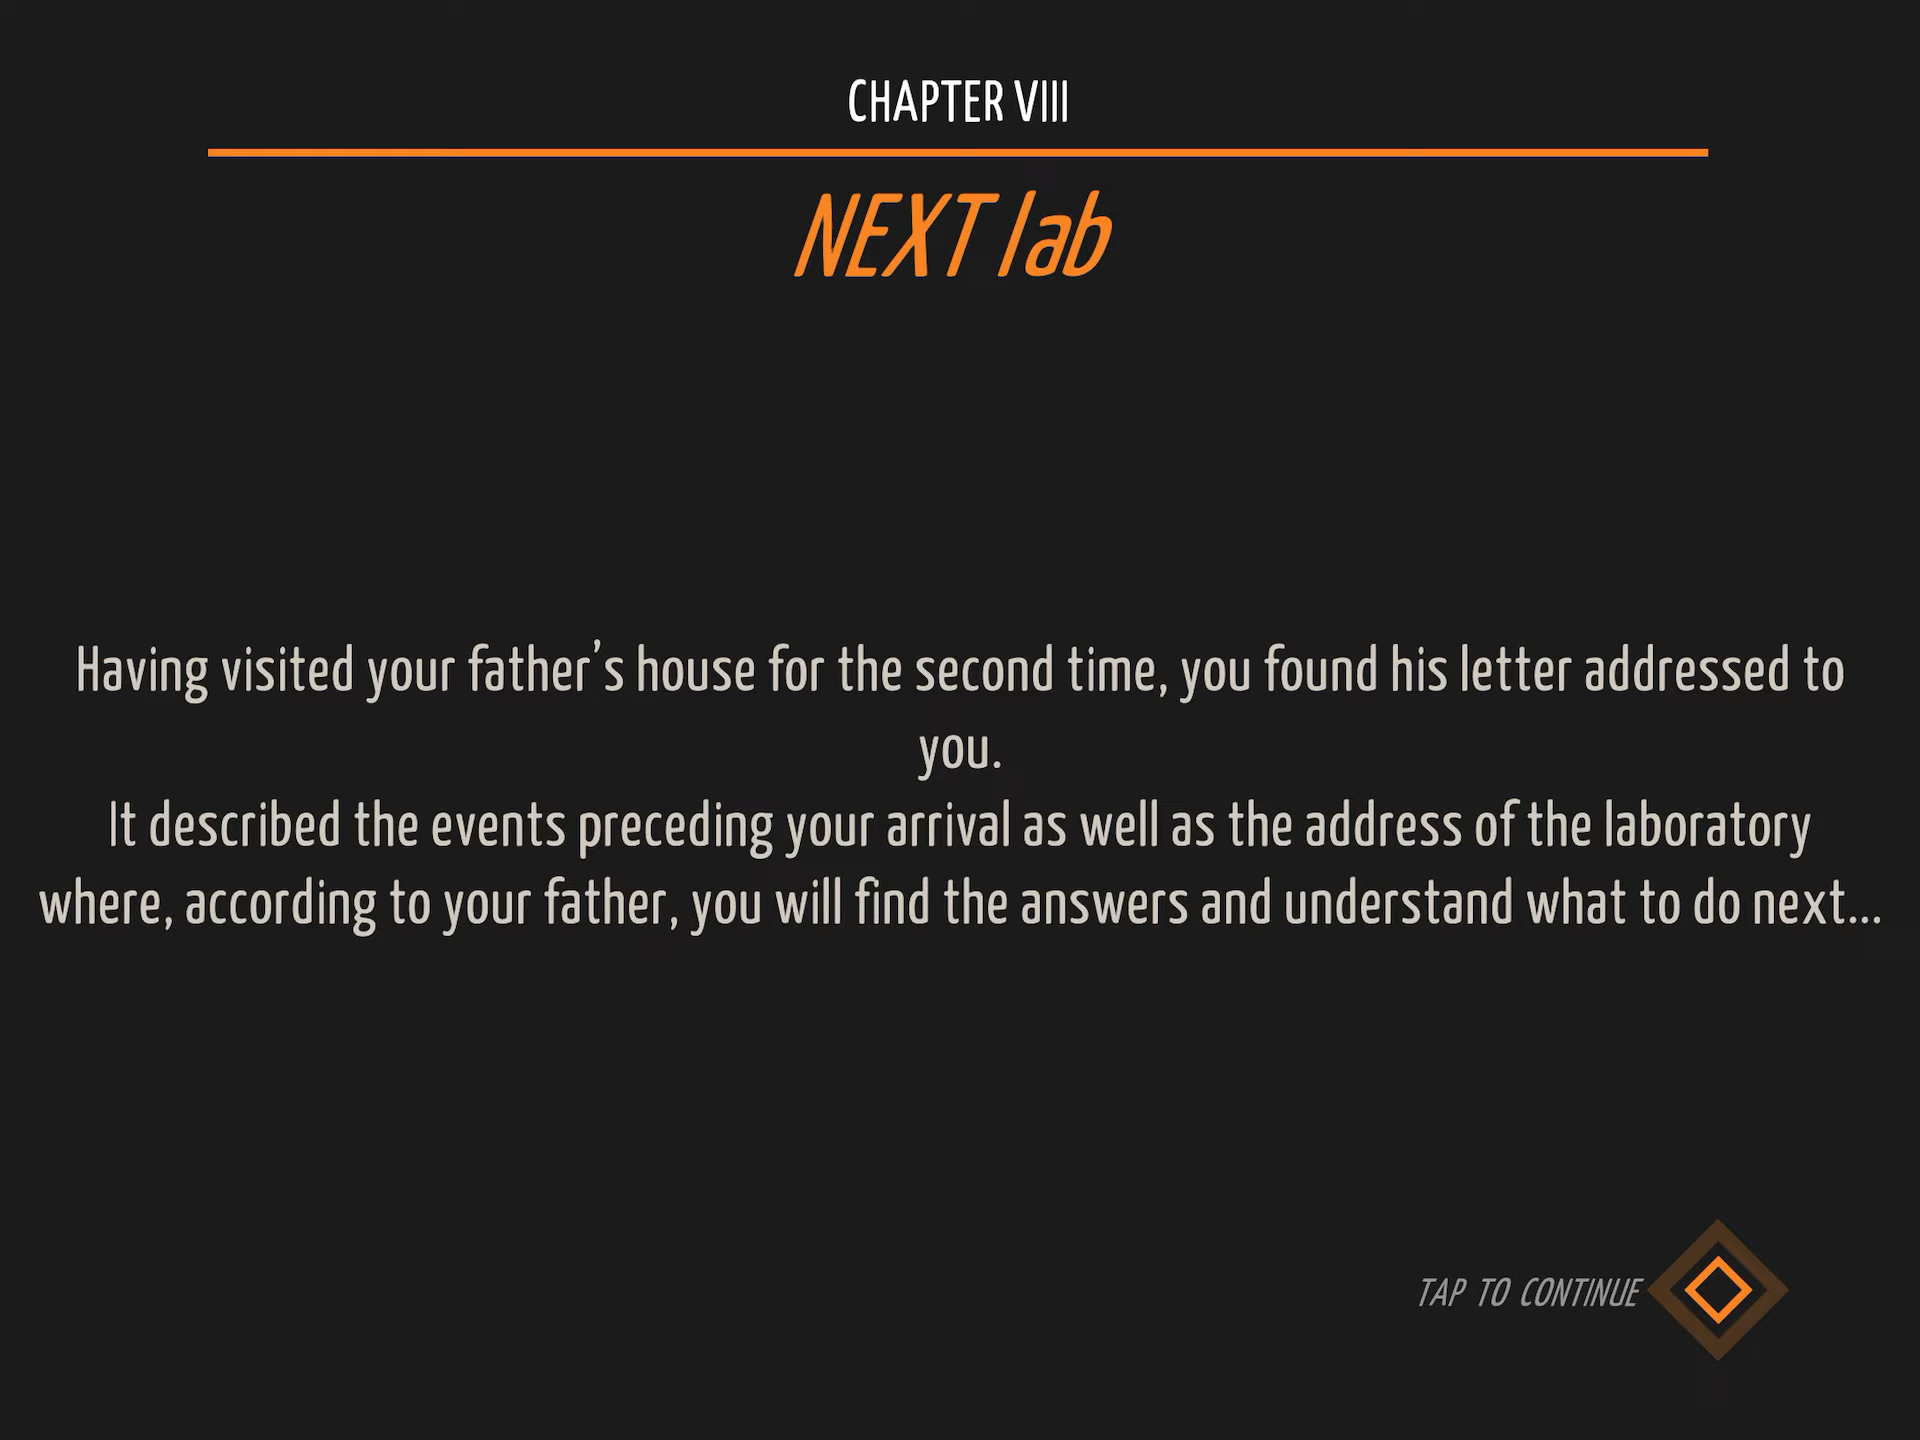 CHAPTER VIII
NEXT lab
Having visited your father’s house for the second time, you found his letter addressed to
you.
It described the events preceding your arrival as well as the address of the laboratory
where, according to your father, you will find the answers and understand what to do next...
TAP TO CONTINUE